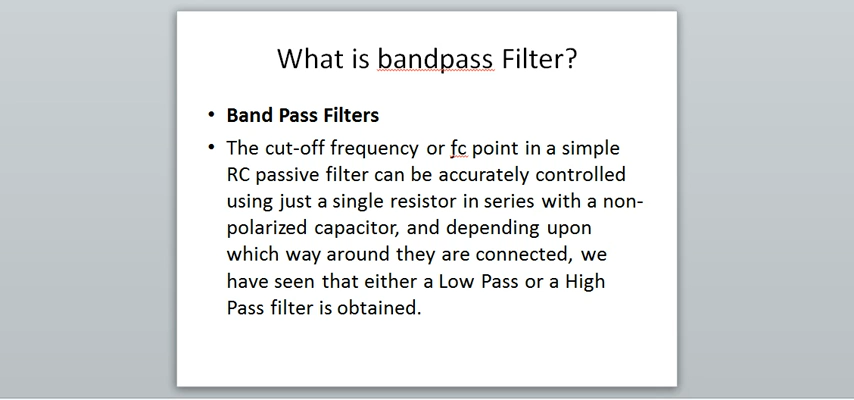 What is bandpass Filter?
• Band Pass Filters
• The cut-off frequency or ƒc point in a simple
RC passive filter can be accurately controlled
using just a single resistor in series with a non-
polarized capacitor, and depending upon
which way around they are connected, we
have seen that either a Low Pass or a High
Pass filter is obtained.